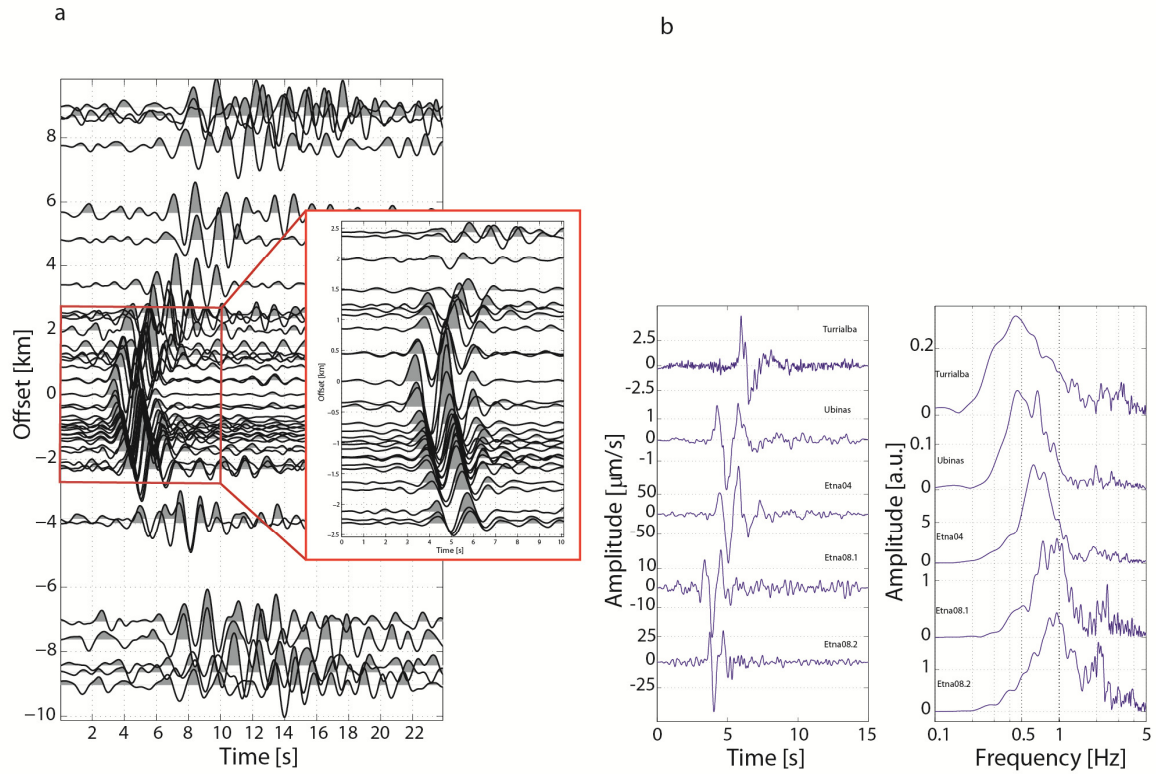 a
b
8
6
4
2
0
−2
−4
−6
−8
−10
Offset [km]
2 4 6 8 10 12 14 16 18 20 22
Time [s]
2.5
2
1.5
1
0.5
0
−0.5
−1
−1.5
−2
−2.5
Offset [km]
0 1 2 3 4 5 6 7 8 9 10
Time [s]
Turrialba
2.5
0
-2.5
Ubinas
1
0
-1
Etna04
50
0
-50
Etna08.1
10
0
-10
Etna08.2
25
0
-25
Amplitude [μm/s]
0 5 10 15
Time [s]
0.2
Turrialba
0
0.1
Ubinas
0
5
Etna04
0
1
Etna08.1
0
1
Etna08.2
0
Amplitude [a.u.]
0.1 0.5 1 5
Frequency [Hz]